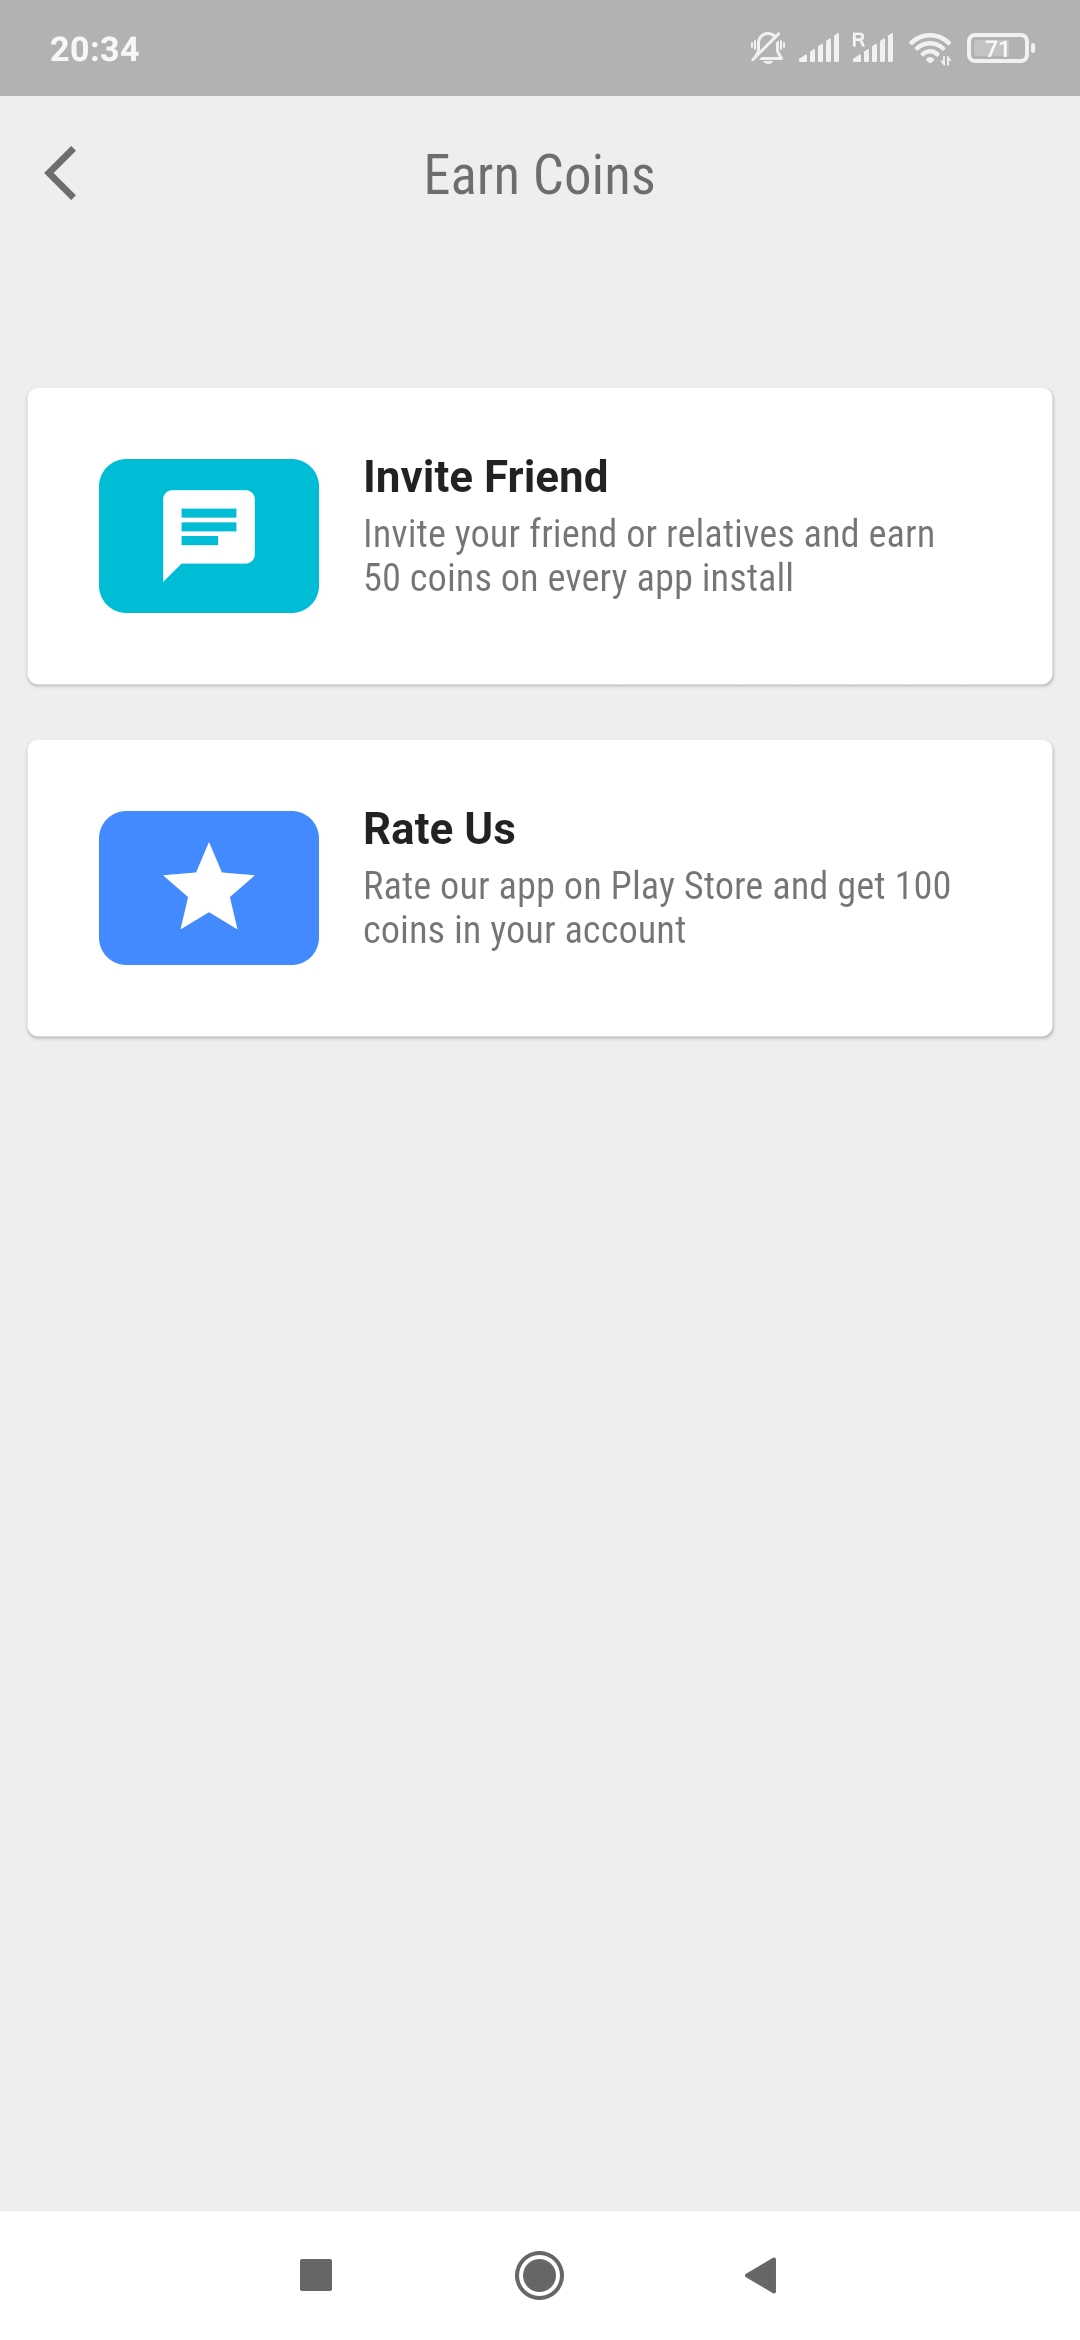 20:34
R
71
Earn Coins
Invite Friend
Invite your friend or relatives and earn
50 coins on every app install
Rate Us
Rate our app on Play Store and get 100
coins in your account